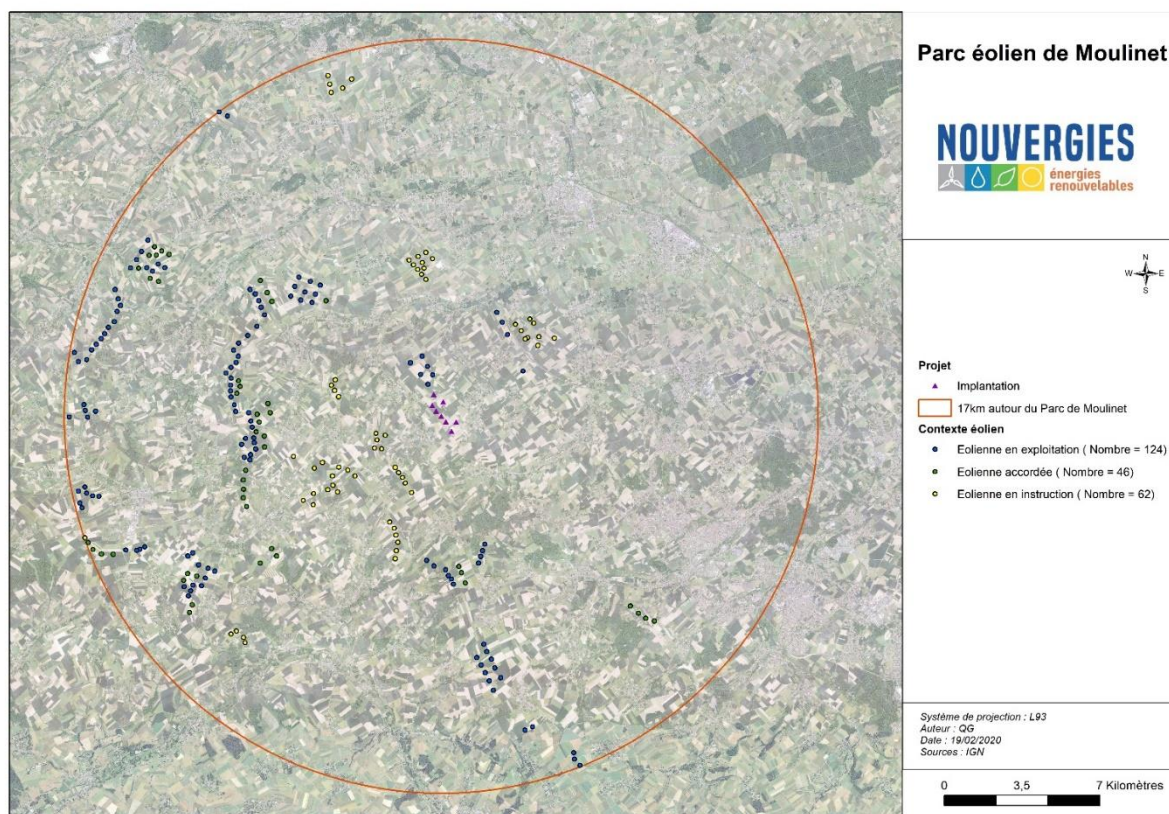 Parc éolien de Moulinet
NOUVERGIES
énergies
renouvelables
N
W
E
S
Projet
Implantation
17km autour du Parc de Moulinet
Contexte éolien
Eolienne en exploitation ( Nombre = 124)
Eolienne accordée ( Nombre = 46)
Eolienne en instruction ( Nombre = 62)
Système de projection : L93
Auteur : QG
Date : 19/02/2020
Sources : IGN
0 3,5 7 Kilomètres